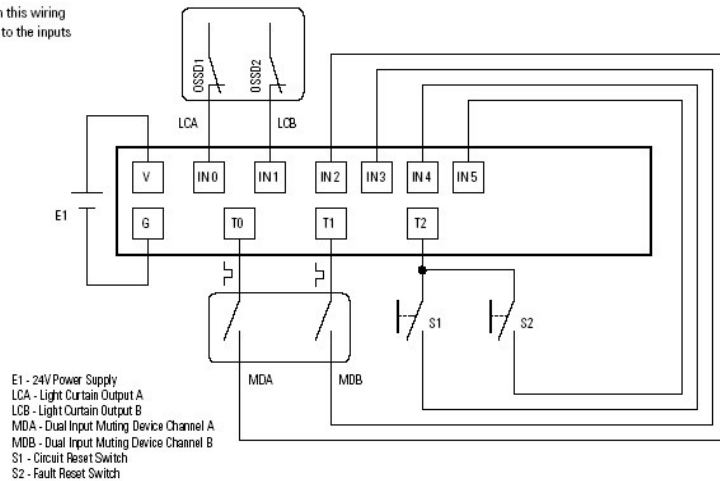 n this wiring
to the inputs
OSSD1
OSSD2
LCA
LCB
V
IN0
IN1
IN2
IN3
IN4
IN5
E1
G
T0
T1
T2
S1
S2
MDA
MDB
E1 - 24V Power Supply
LCA - Light Curtain Output A
LCB - Light Curtain Output B
MDA - Dual Input Muting Device Channel A
MDB - Dual Input Muting Device Channel B
S1 - Circuit Reset Switch
S2 - Fault Reset Switch